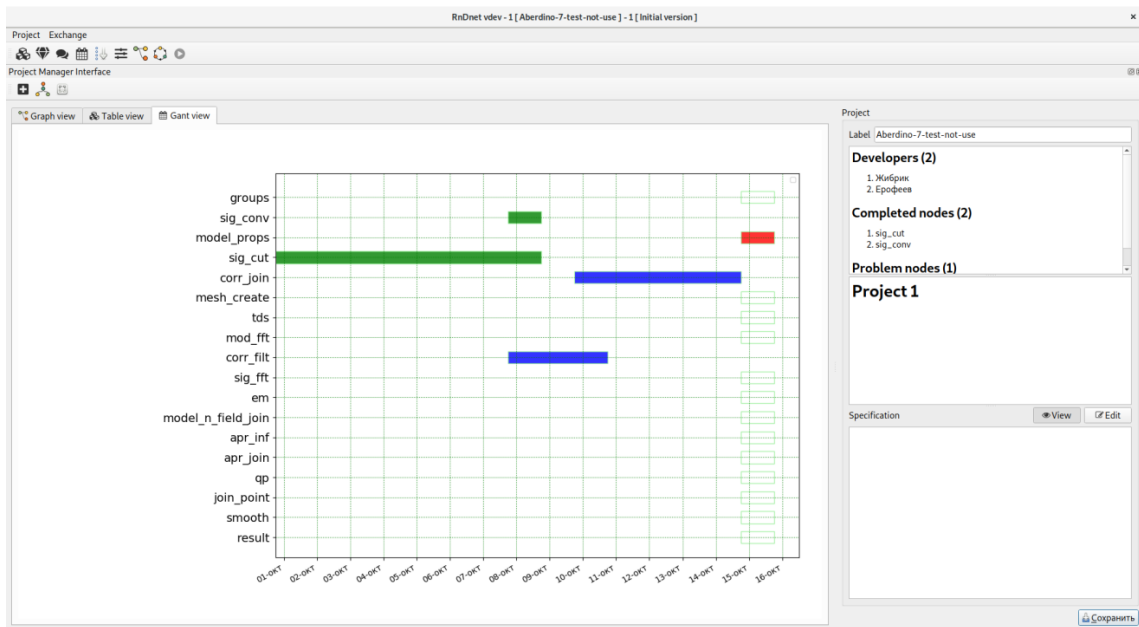 RnDnet vdev - 1 [ Aberdino-7-test-not-use ] - 1 [ Initial version ]
Project Exchange
Project Manager Interface
Graph view Table view Gant view
Project
Label Aberdino-7-test-not-use
Developers (2)
1. Жибрик
2. Ерофеев
Completed nodes (2)
1. sig_cut
2. sig_conv
Problem nodes (1)
Project 1
Specification View Edit
groups
sig_conv
model_props
sig_cut
corr_join
mesh_create
tds
mod_fft
corr_filt
sig_fft
em
model_n_field_join
apr_inf
apr_join
qp
join_point
smooth
result
01-окт 02-окт 03-окт 04-окт 05-окт 06-окт 07-окт 08-окт 09-окт 10-окт 11-окт 12-окт 13-окт 14-окт 15-окт 16-окт
Сохранить